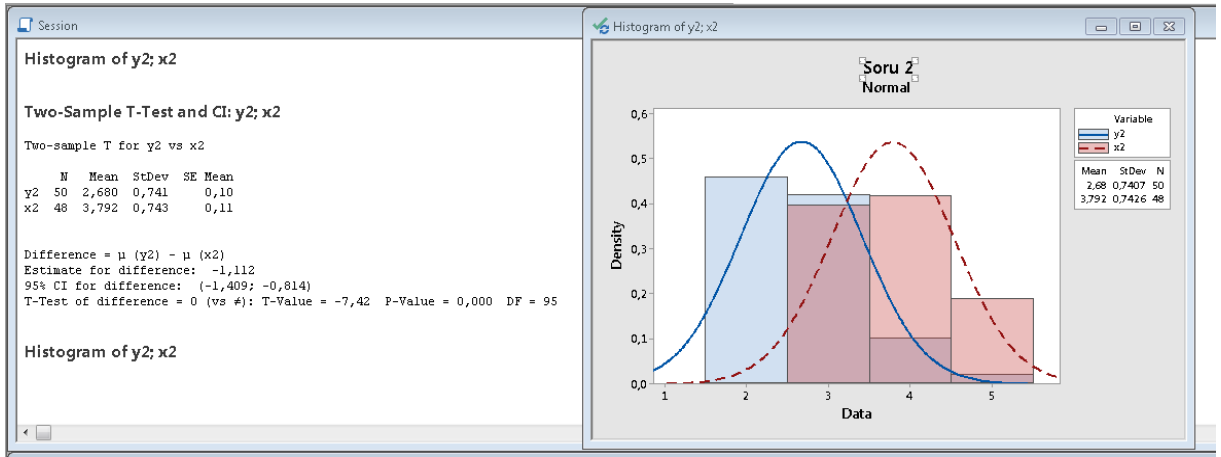 Session
Histogram of y2; x2
Two-Sample T-Test and CI: y2; x2
Two-sample T for y2 vs x2
N Mean StDev SE Mean
y2 50 2,680 0,741 0,10
x2 48 3,792 0,743 0,11
Difference = μ (y2) - μ (x2)
Estimate for difference: -1,112
95% CI for difference: (-1,409; -0,814)
T-Test of difference = 0 (vs ≠): T-Value = -7,42 P-Value = 0,000 DF = 95
Histogram of y2; x2
Histogram of y2; x2
Soru 2
Normal
0,6
0,5
0,4
0,3
0,2
0,1
0,0
Density
1 2 3 4 5
Data
Variable
y2
x2
Mean StDev N
2,68 0,7407 50
3,792 0,7426 48